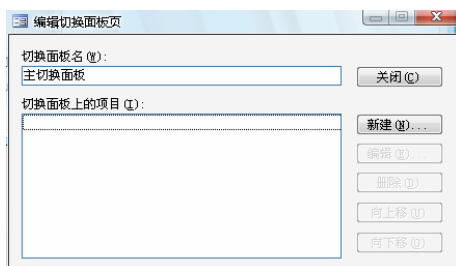 编辑切换面板页
切换面板名(W):
主切换面板
关闭(C)
切换面板上的项目(I):
新建(N)...
编辑(E)...
删除(D)
向上移(U)
向下移(O)